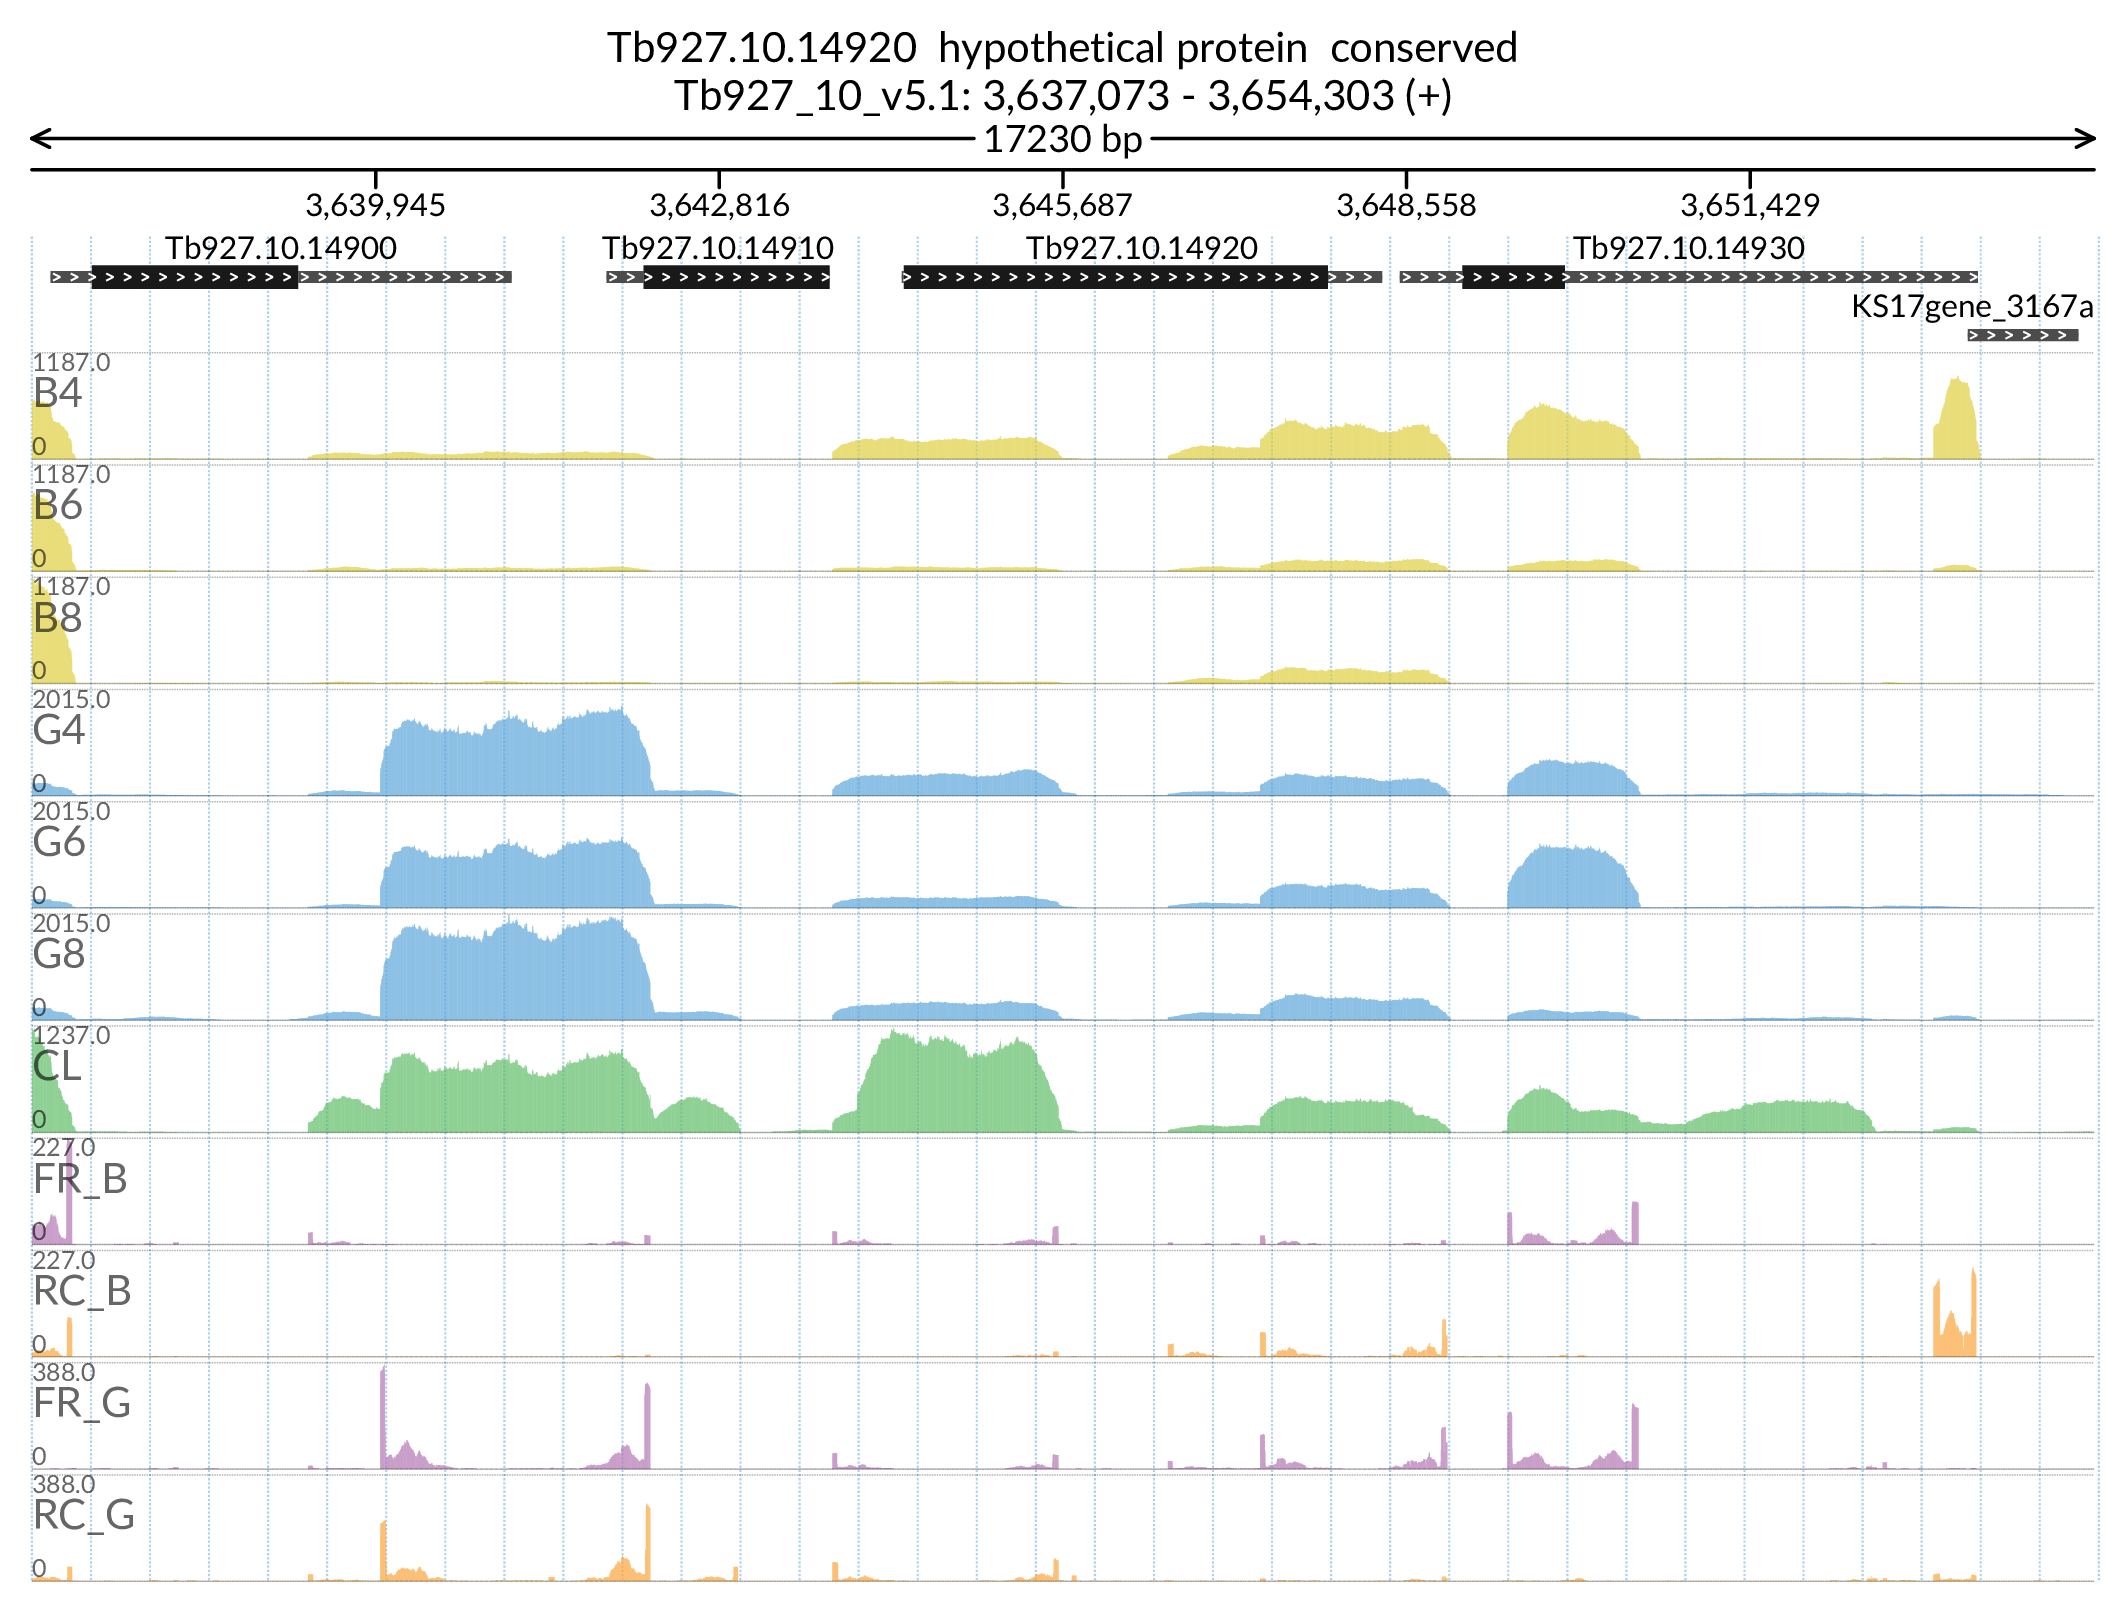 Tb927.10.14920 hypothetical protein conserved
Tb927_10_v5.1: 3,637,073 - 3,654,303 (+)
17230 bp
3,639,945 3,642,816 3,645,687 3,648,558 3,651,429
Tb927.10.14900 Tb927.10.14910 Tb927.10.14920 Tb927.10.14930
KS17gene_3167a
1187.0
B4
0
1187.0
B6
0
1187.0
B8
0
2015.0
G4
0
2015.0
G6
0
2015.0
G8
0
1237.0
CL
0
227.0
FR_B
0
227.0
RC_B
0
388.0
FR_G
0
388.0
RC_G
0